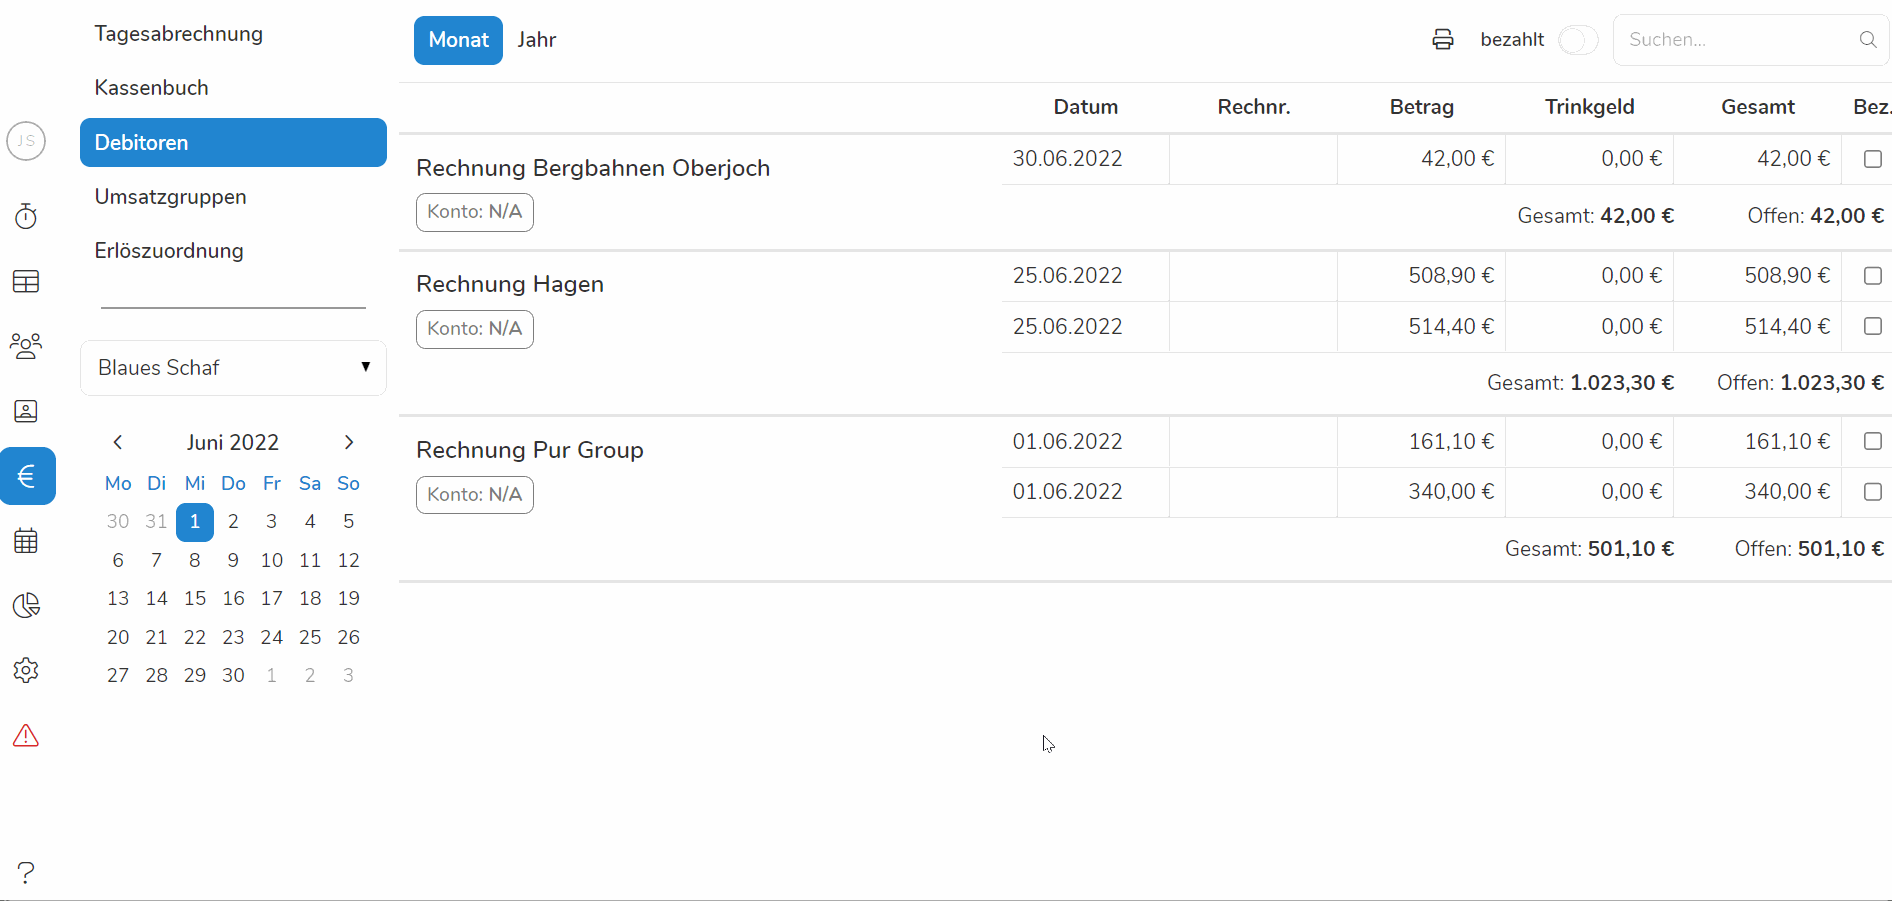 JS
€
?
Tagesabrechnung
Kassenbuch
Debitoren
Umsatzgruppen
Erlöszuordnung
Blaues Schaf
Juni 2022
Mo Di Mi Do Fr Sa So
30 31 1 2 3 4 5
6 7 8 9 10 11 12
13 14 15 16 17 18 19
20 21 22 23 24 25 26
27 28 29 30 1 2 3
Monat Jahr bezahlt Suchen...
Datum Rechnr. Betrag Trinkgeld Gesamt Bez.
Rechnung Bergbahnen Oberjoch
Konto: N/A
30.06.2022 42,00 € 0,00 € 42,00 €
Gesamt: 42,00 € Offen: 42,00 €
Rechnung Hagen
Konto: N/A
25.06.2022 508,90 € 0,00 € 508,90 €
25.06.2022 514,40 € 0,00 € 514,40 €
Gesamt: 1.023,30 € Offen: 1.023,30 €
Rechnung Pur Group
Konto: N/A
01.06.2022 161,10 € 0,00 € 161,10 €
01.06.2022 340,00 € 0,00 € 340,00 €
Gesamt: 501,10 € Offen: 501,10 €